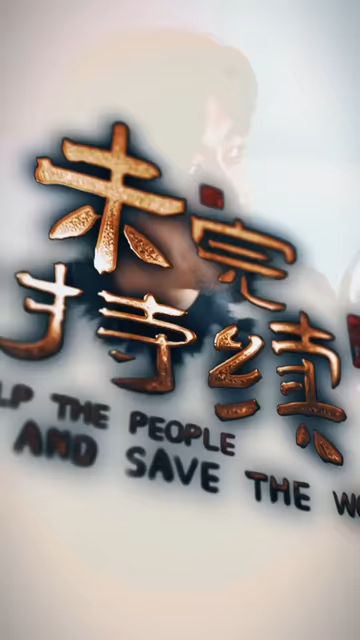 未完
持续
THE PEOPLE
AND SAVE THE